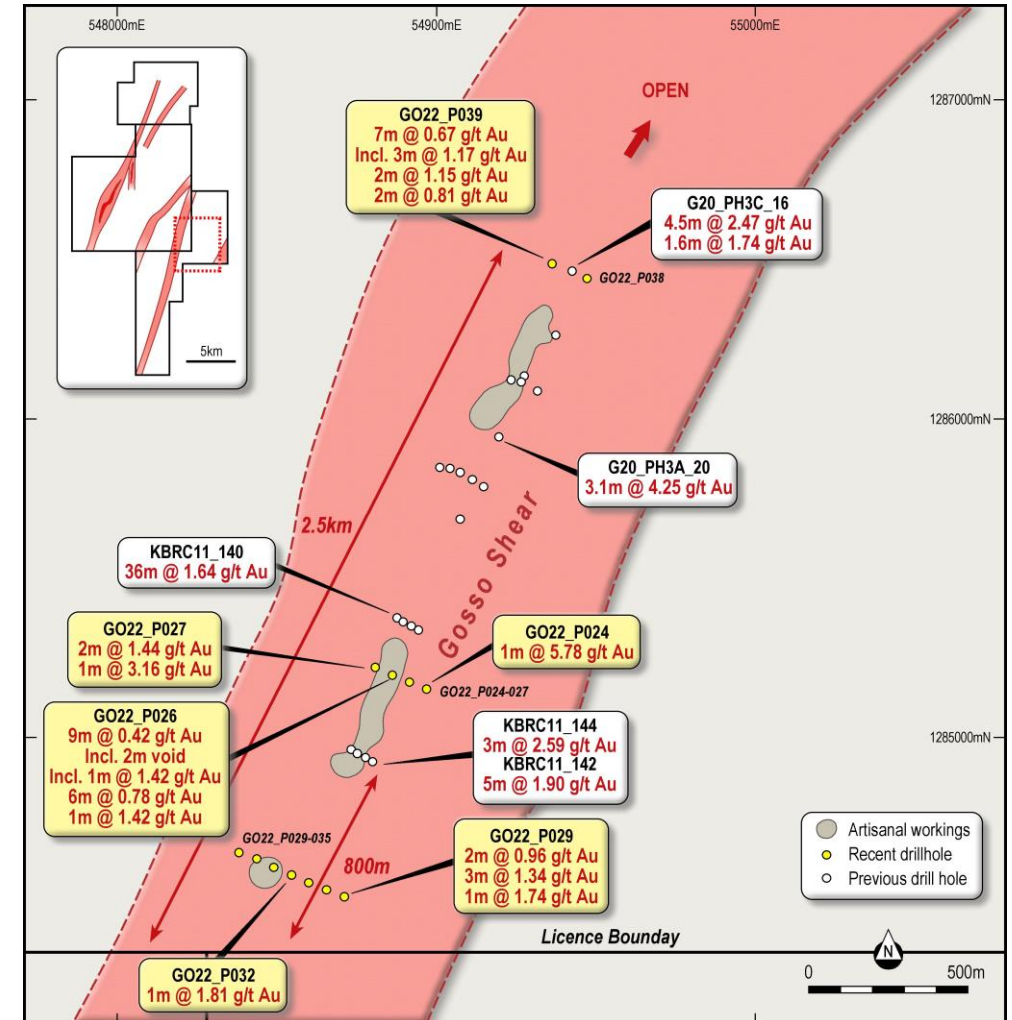 548000mE
54900mE
55000mE
1287000mN
1286000mN
1285000mN
5km
OPEN
GO22_P039
7m @ 0.67 g/t Au
Incl. 3m @ 1.17 g/t Au
2m @ 1.15 g/t Au
2m @ 0.81 g/t Au
G20_PH3C_16
4.5m @ 2.47 g/t Au
1.6m @ 1.74 g/t Au
GO22_P038
G20_PH3A_20
3.1m @ 4.25 g/t Au
2.5km
Gosso Shear
KBRC11_140
36m @ 1.64 g/t Au
GO22_P027
2m @ 1.44 g/t Au
1m @ 3.16 g/t Au
GO22_P024
1m @ 5.78 g/t Au
GO22_P024-027
GO22_P026
9m @ 0.42 g/t Au
Incl. 2m void
Incl. 1m @ 1.42 g/t Au
6m @ 0.78 g/t Au
1m @ 1.42 g/t Au
KBRC11_144
3m @ 2.59 g/t Au
KBRC11_142
5m @ 1.90 g/t Au
GO22_P029-035
800m
GO22_P029
2m @ 0.96 g/t Au
3m @ 1.34 g/t Au
1m @ 1.74 g/t Au
Artisanal workings
Recent drillhole
Previous drill hole
Licence Bounday
GO22_P032
1m @ 1.81 g/t Au
N
0
500m